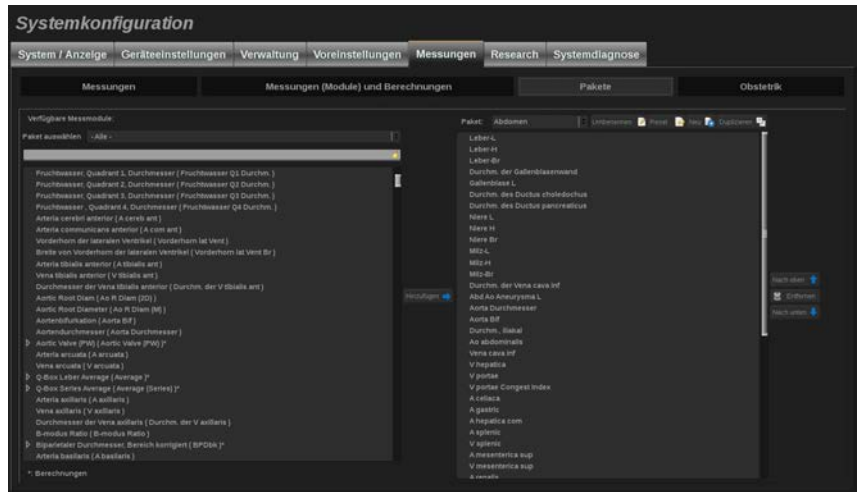 Systemkonfiguration
System / Anzeige Geräteeinstellungen Verwaltung Voreinstellungen Messungen Research Systemdiagnose
Messungen Messungen (Module) und Berechnungen Pakete Obstetrik
Verfügbare Messmodule:
Paket auswählen -Alle -
Fruchtwasser, Quadrant 1, Durchmesser ( Fruchtwasser Q1 Durchm. )
Fruchtwasser, Quadrant 2, Durchmesser ( Fruchtwasser Q2 Durchm. )
Fruchtwasser, Quadrant 3, Durchmesser ( Fruchtwasser Q3 Durchm. )
Fruchtwasser , Quadrant 4, Durchmesser ( Fruchtwasser Q4 Durchm. )
Arteria cerebri anterior ( A cereb ant )
Arteria communicans anterior ( A com ant )
Vorderhorn der lateralen Ventrikel ( Vorderhorn lat Vent )
Breite von Vorderhorn der lateralen Ventrikel ( Vorderhorn lat Vent Br )
Arteria tibialis anterior ( A tibialis ant )
Vena tibialis anterior ( V tibialis ant )
Durchmesser der Vena tibialis anterior ( Durchm. der V tibialis ant )
Aortic Root Diam ( Ao R Diam (2D) )
Aortic Root Diameter ( Ao R Diam (M) )
Aortenbifurkation ( Aorta Bif )
Aortendurchmesser ( Aorta Durchmesser )
Aortic Valve (PW) ( Aortic Valve (PW) )*
Arteria arcuata ( A arcuata )
Vena arcuata ( V arcuata )
Q-Box Leber Average ( Average )*
Q-Box Series Average ( Average (Series) )*
Arteria axillaris ( A axillaris )
Vena axillaris ( V axillaris )
Durchmesser der Vena axillaris ( Durchm. der V axillaris )
B-modus Ratio ( B-modus Ratio )
Biparietaler Durchmesser, Bereich korrigiert ( BPDbk )*
Arteria basilaris ( A basilaris )
*: Berechnungen
Hinzufügen
Paket: Abdomen Umbenennen Neu Duplizieren
Leber-L
Leber-H
Leber-Br
Durchm. der Gallenblasenwand
Gallenblase L
Durchm. des Ductus choledochus
Durchm. des Ductus pancreaticus
Niere L
Niere H
Niere Br
Milz-L
Milz-H
Milz-Br
Durchm. der Vena cava inf
Abd Ao Aneurysma L
Aorta Durchmesser
Aorta Bif
Durchm., iliakal
Ao abdominalis
Vena cava inf
V hepatica
V portae
V portae Congest Index
A celiaca
A gastric
A hepatica com
A splenic
V splenic
A mesenterica sup
V mesenterica sup
A renalis
Nach oben
Entfernen
Nach unten